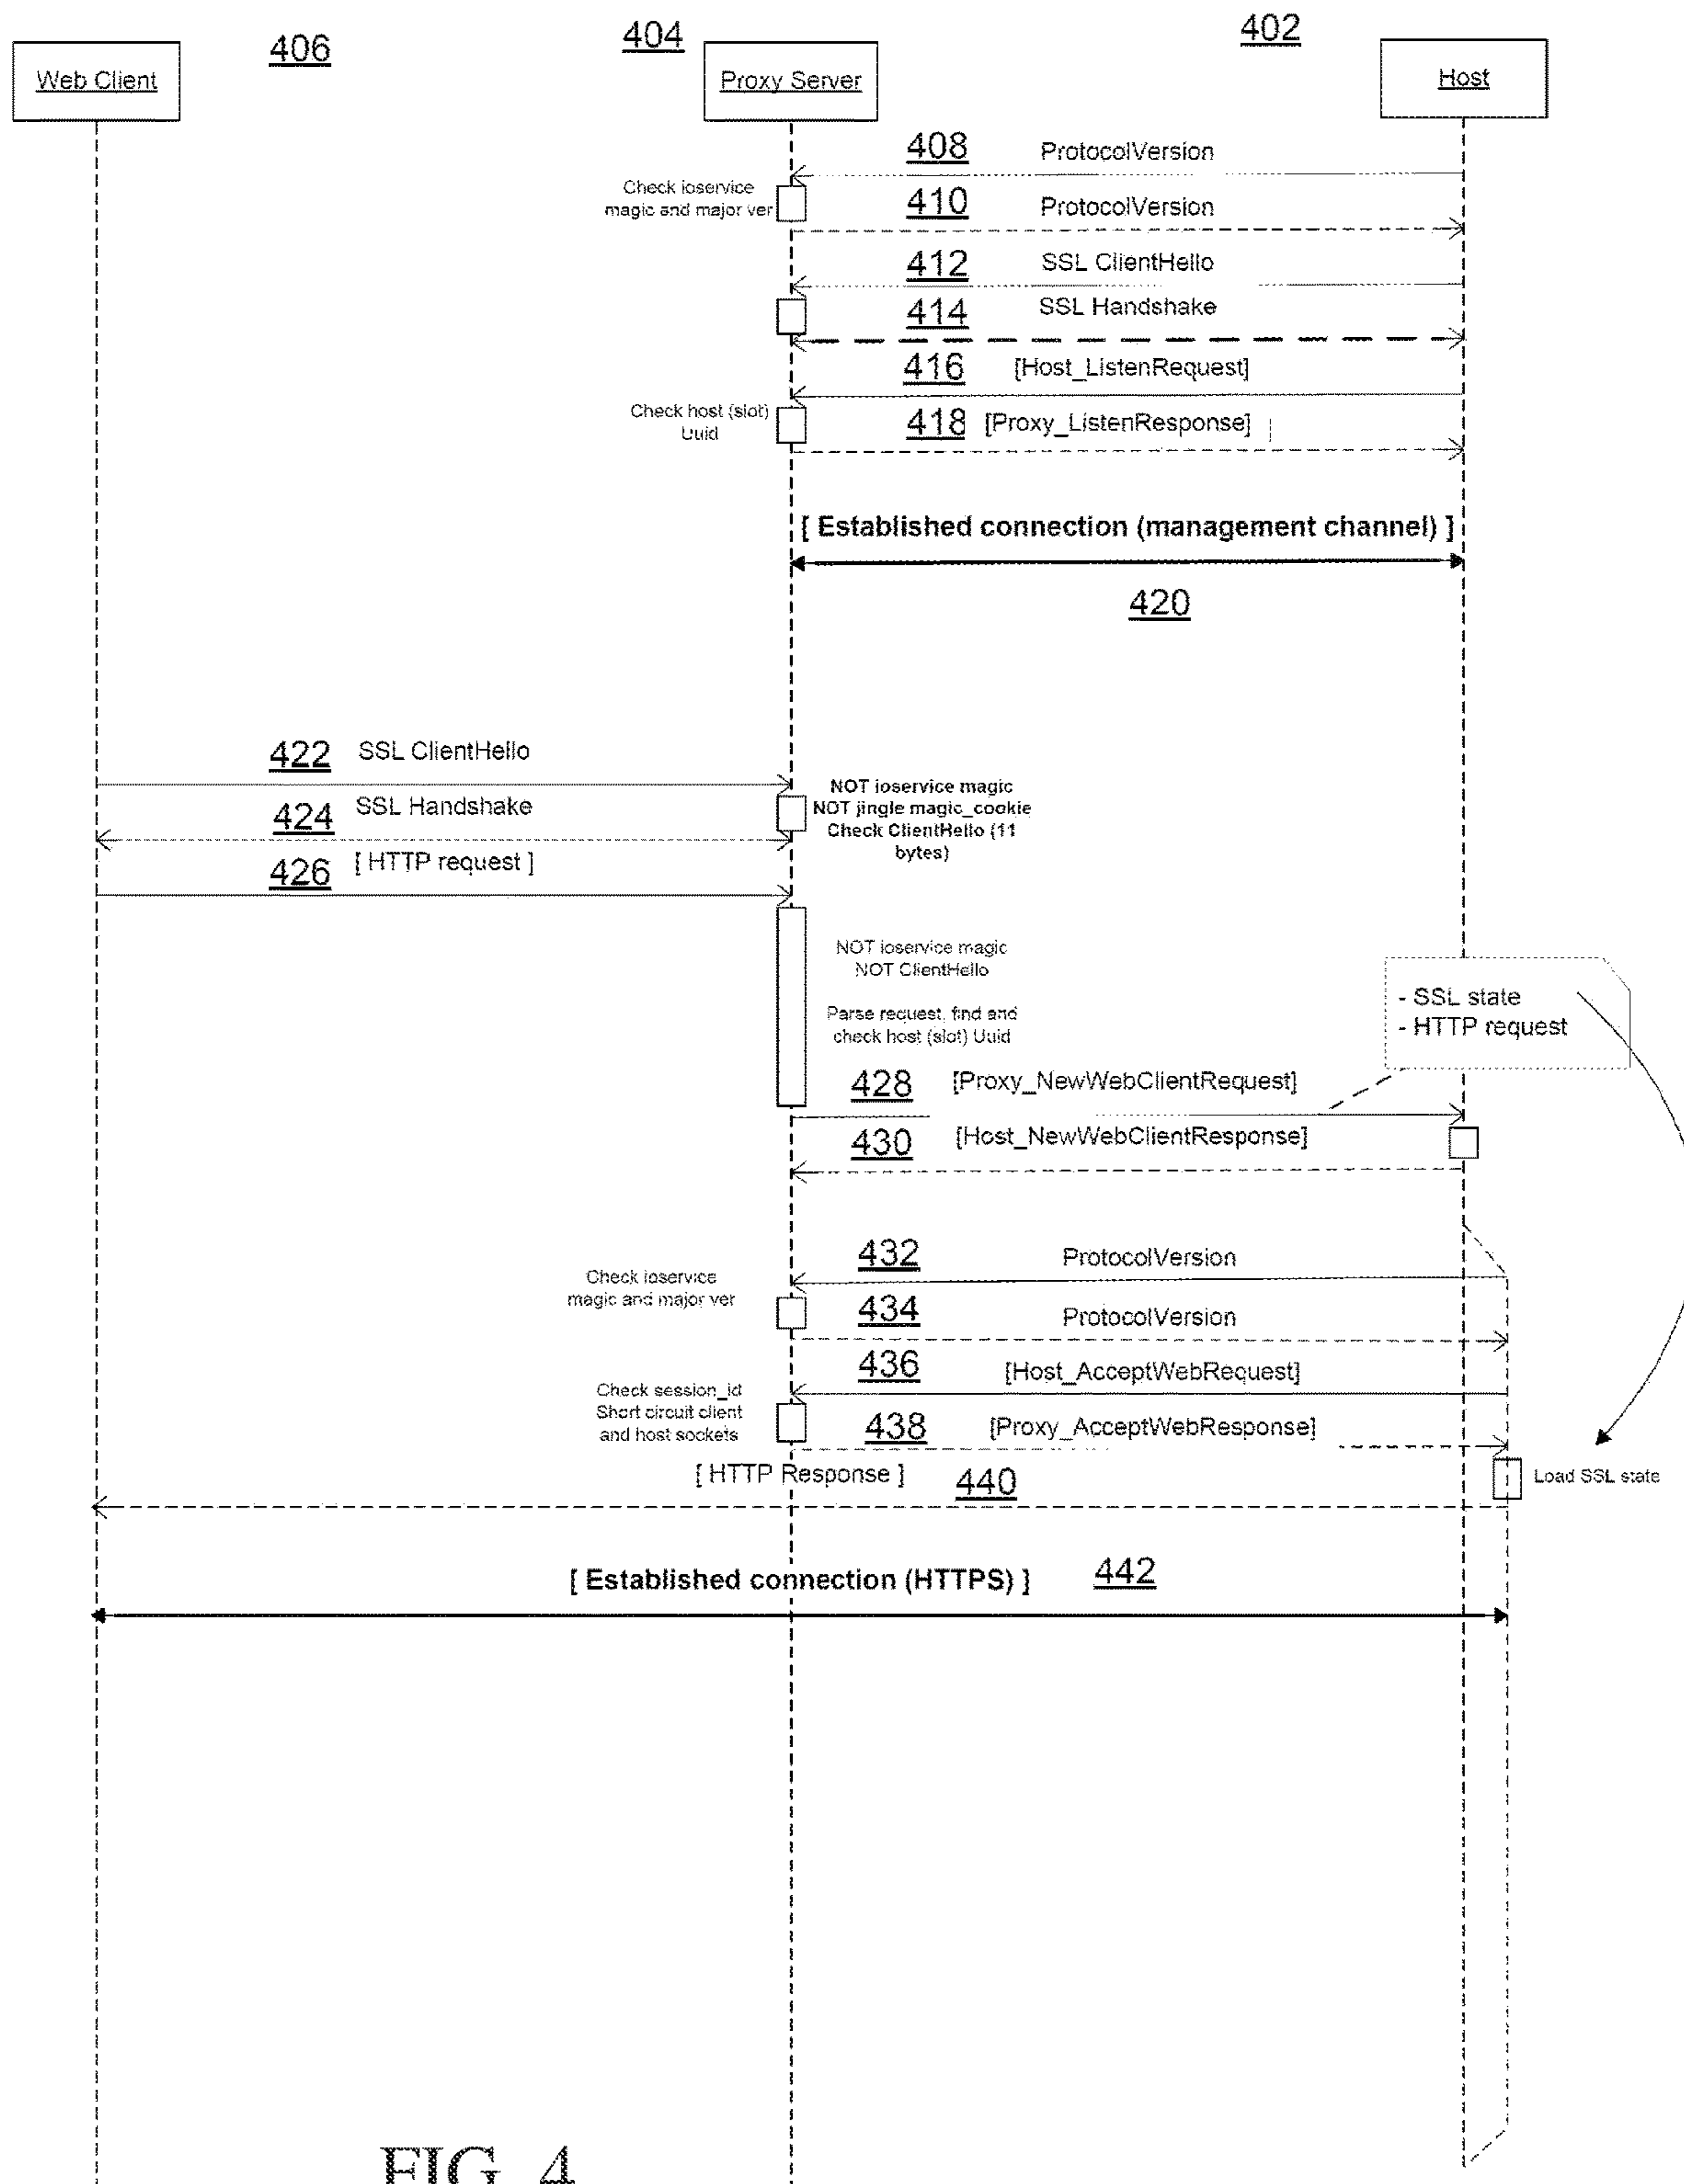 406
404
402
Web Client
Proxy Server
Host
408 ProtocolVersion
Check ioservice
magic and major ver
410 ProtocolVersion
412 SSL ClientHello
414 SSL Handshake
416 [Host_ListenRequest]
Check host (slot)
Uuid
418 [Proxy_ListenResponse]
[ Established connection (management channel) ]
420
422 SSL ClientHello
424 SSL Handshake
NOT ioservice magic
NOT jingle magic_cookie
Check ClientHello (11
bytes)
426 [ HTTP request ]
NOT ioservice magic
NOT ClientHello
Parse request, find and
check host (slot) Uuid
- SSL state
- HTTP request
428 [Proxy_NewWebClientRequest]
430 [Host_NewWebClientResponse]
432 ProtocolVersion
Check ioservice
magic and major ver
434 ProtocolVersion
436 [Host_AcceptWebRequest]
Check session_id
Short circuit client
and host sockets
438 [Proxy_AcceptWebResponse]
[ HTTP Response ] 440
Load SSL state
[ Established connection (HTTPS) ] 442
FIG. 4